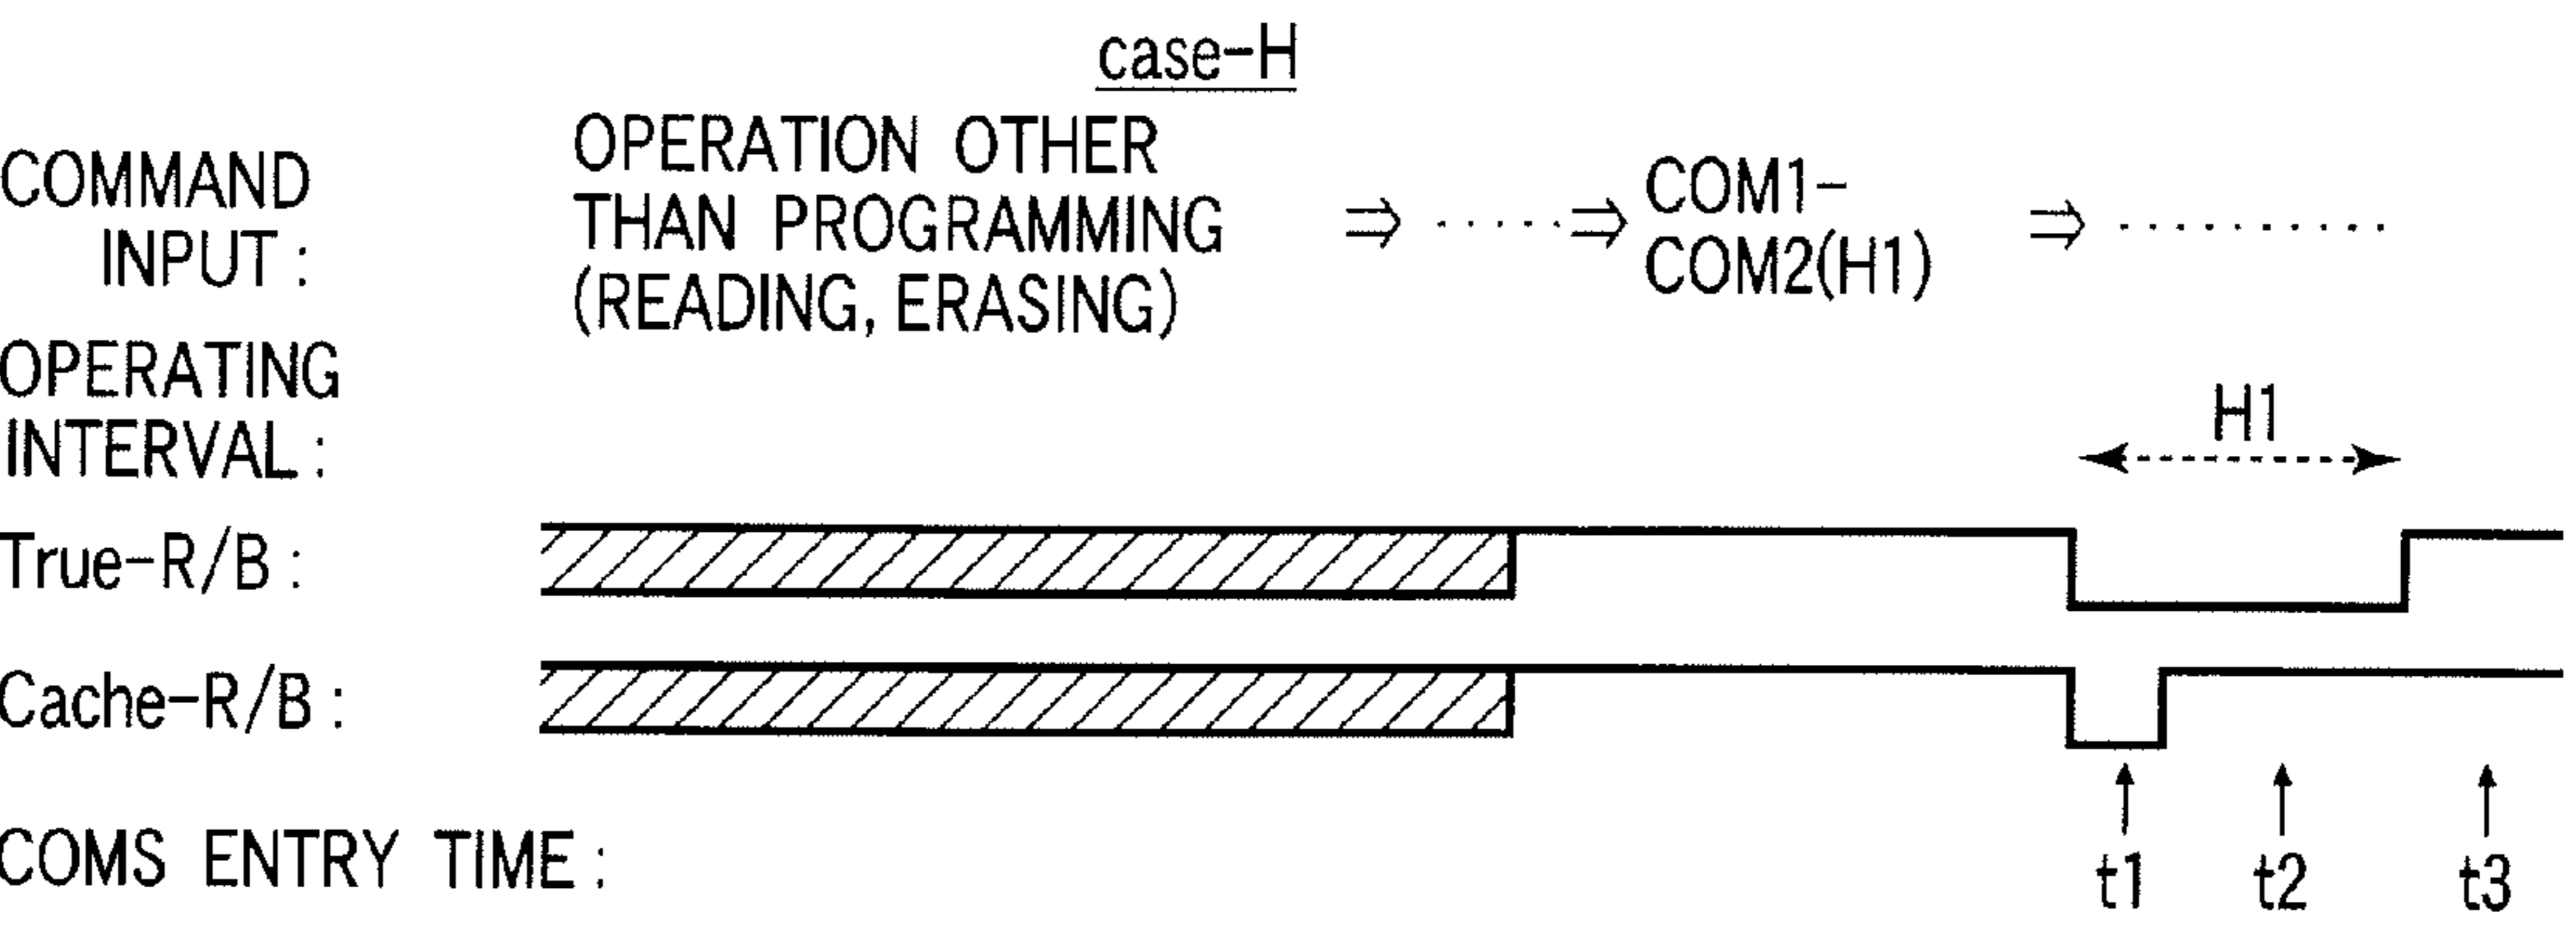 case-H
COMMAND INPUT :
OPERATION OTHER
THAN PROGRAMMING
(READING, ERASING)
⇒ ·····⇒
COM1-
COM2(H1)
⇒ ··········
OPERATING
INTERVAL :
H1
True-R/B :
Cache-R/B :
COMS ENTRY TIME :
t1 t2 t3